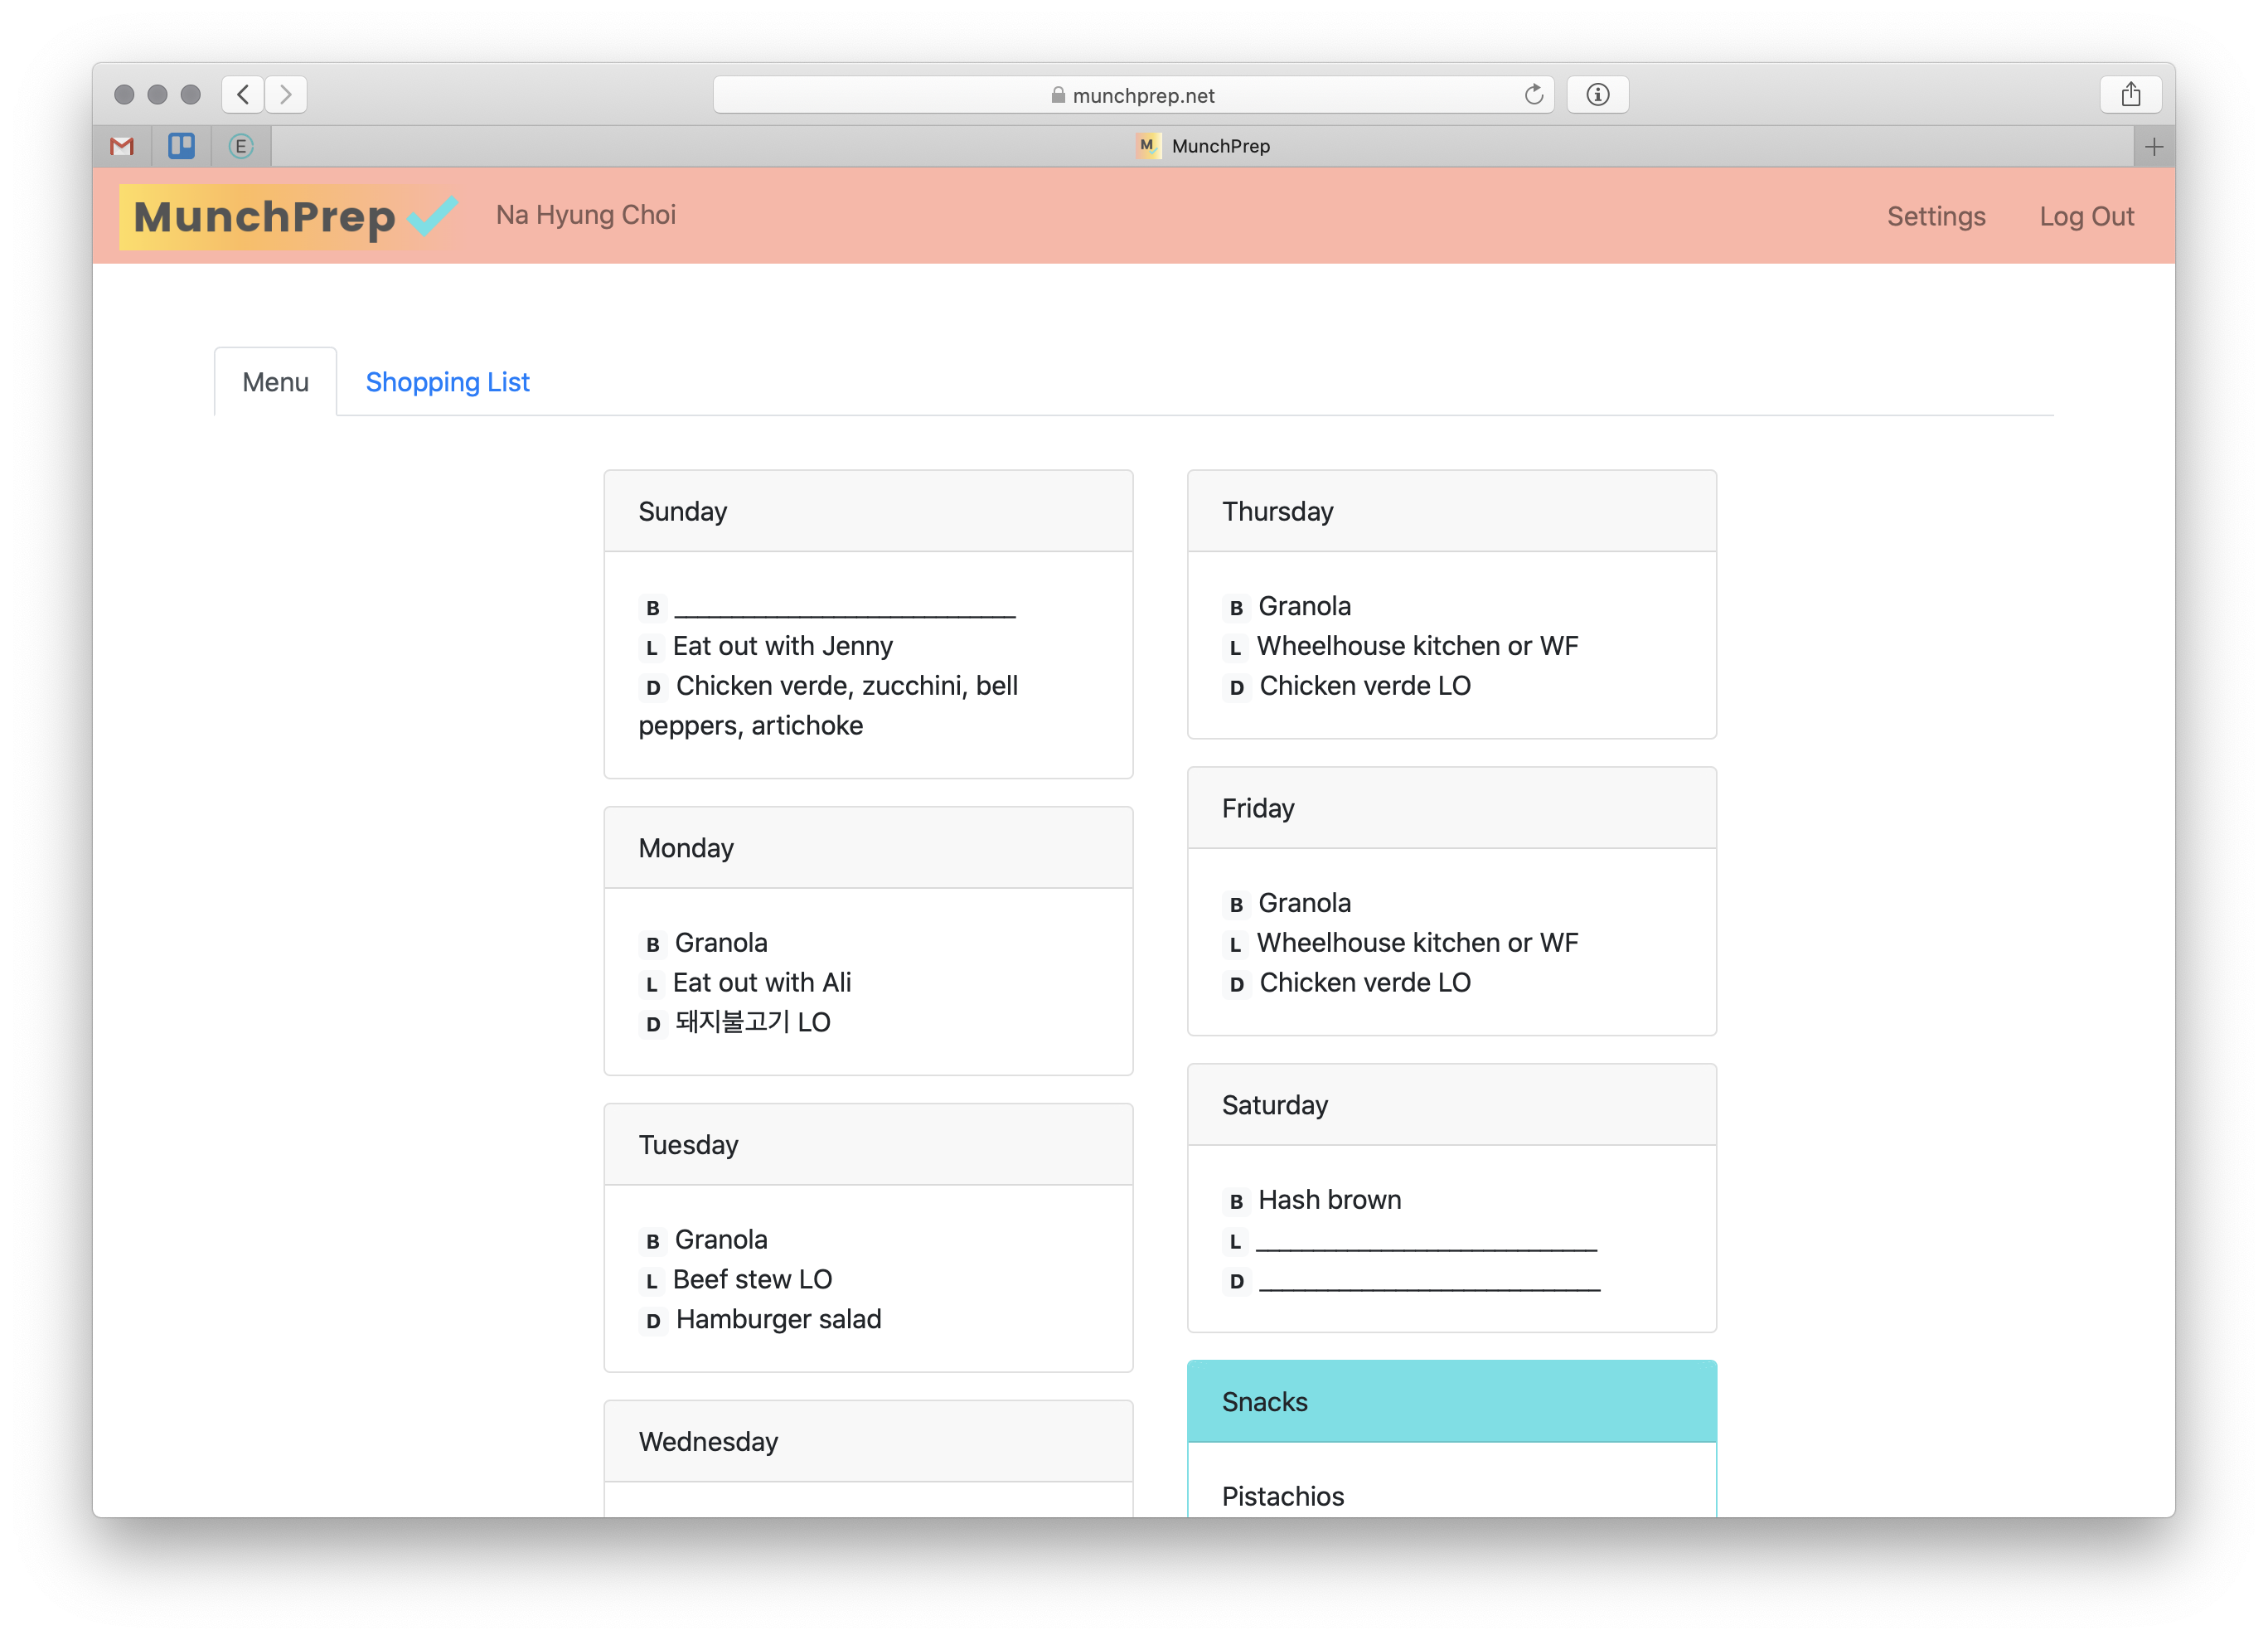 munchprep.net
E
M MunchPrep
MunchPrep
Na Hyung Choi
Settings
Log Out
Menu
Shopping List
Sunday
B ___________________________
L Eat out with Jenny
D Chicken verde, zucchini, bell
peppers, artichoke
Monday
B Granola
L Eat out with Ali
D 돼지불고기 LO
Tuesday
B Granola
L Beef stew LO
D Hamburger salad
Wednesday
Thursday
B Granola
L Wheelhouse kitchen or WF
D Chicken verde LO
Friday
B Granola
L Wheelhouse kitchen or WF
D Chicken verde LO
Saturday
B Hash brown
L ___________________________
D ___________________________
Snacks
Pistachios